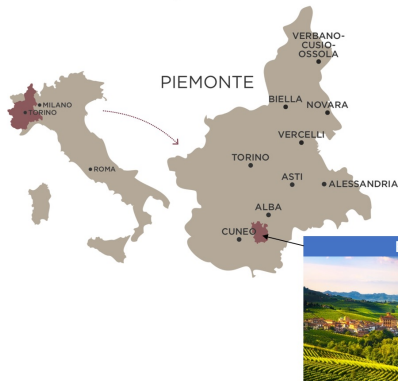 VERBANO-
CUSIO-
OSSOLA
PIEMONTE
BIELLA
NOVARA
MILANO
TORINO
VERCELLI
TORINO
ROMA
ASTI
ALESSANDRIA
ALBA
CUNEO